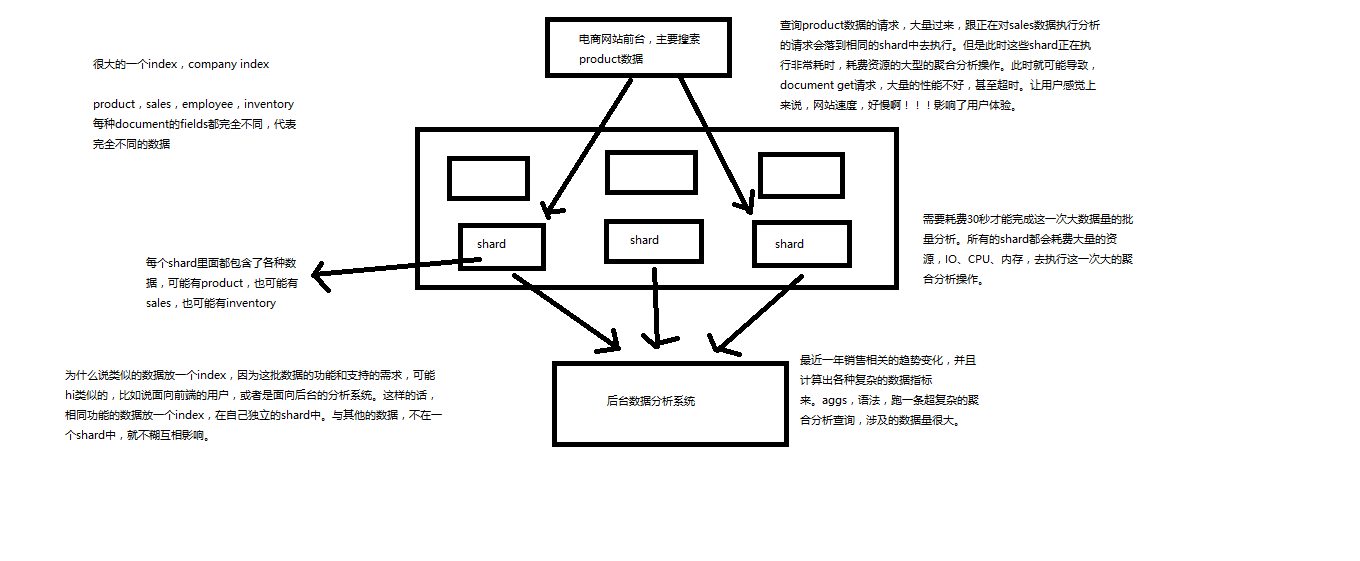 很大的一个index，company index
product，sales，employee，inventory
每种document的fields都完全不同，代表
完全不同的数据
电商网站前台，主要搜索
product数据
查询product数据的请求，大量过来，跟正在对sales数据执行分析
的请求会落到相同的shard中去执行。但是此时这些shard正在执
行非常耗时，耗费资源的大型的聚合分析操作。此时就可能导致，
document get请求，大量的性能不好，甚至超时。让用户感觉上
来说，网站速度，好慢啊！！！影响了用户体验。
shard
shard
shard
每个shard里面都包含了各种数
据，可能有product，也可能有
sales，也可能有inventory
需要耗费30秒才能完成这一次大数据量的批
量分析。所有的shard都会耗费大量的资
源，IO、CPU、内存，去执行这一次大的聚
合分析操作。
为什么说类似的数据放一个index，因为这批数据的功能和支持的需求，可能
hi类似的，比如说面向前端的用户，或者是面向后台的分析系统。这样的话，
相同功能的数据放一个index，在自己独立的shard中。与其他的数据，不在一
个shard中，就不糊互相影响。
后台数据分析系统
最近一年销售相关的趋势变化，并且
计算出各种复杂的数据指标
来。aggs，语法，跑一条超复杂的聚
合分析查询，涉及的数据量很大。